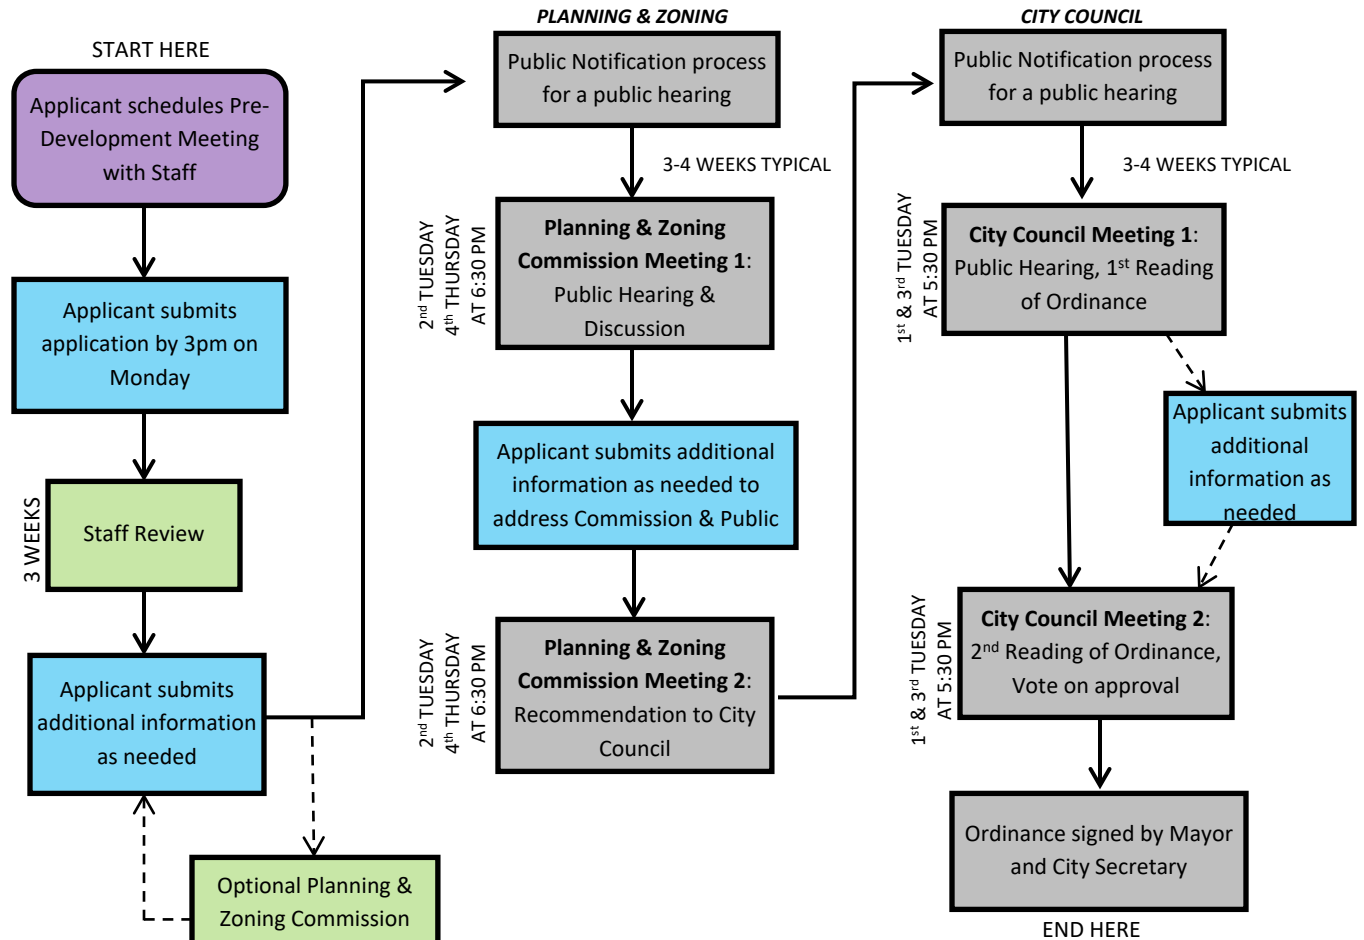 START HERE
Applicant schedules Pre-
Development Meeting
with Staff
Applicant submits
application by 3pm on
Monday
3 WEEKS
Staff Review
Applicant submits
additional information
as needed
Optional Planning &
Zoning Commission
PLANNING & ZONING
Public Notification process
for a public hearing
3-4 WEEKS TYPICAL
2nd TUESDAY
4th THURSDAY
AT 6:30 PM
Planning & Zoning
Commission Meeting 1:
Public Hearing &
Discussion
Applicant submits additional
information as needed to
address Commission & Public
2nd TUESDAY
4th THURSDAY
AT 6:30 PM
Planning & Zoning
Commission Meeting 2:
Recommendation to City
Council
CITY COUNCIL
Public Notification process
for a public hearing
3-4 WEEKS TYPICAL
1st & 3rd TUESDAY
AT 5:30 PM
City Council Meeting 1:
Public Hearing, 1st Reading
of Ordinance
Applicant submits
additional
information as
needed
1st & 3rd TUESDAY
AT 5:30 PM
City Council Meeting 2:
2nd Reading of Ordinance,
Vote on approval
Ordinance signed by Mayor
and City Secretary
END HERE